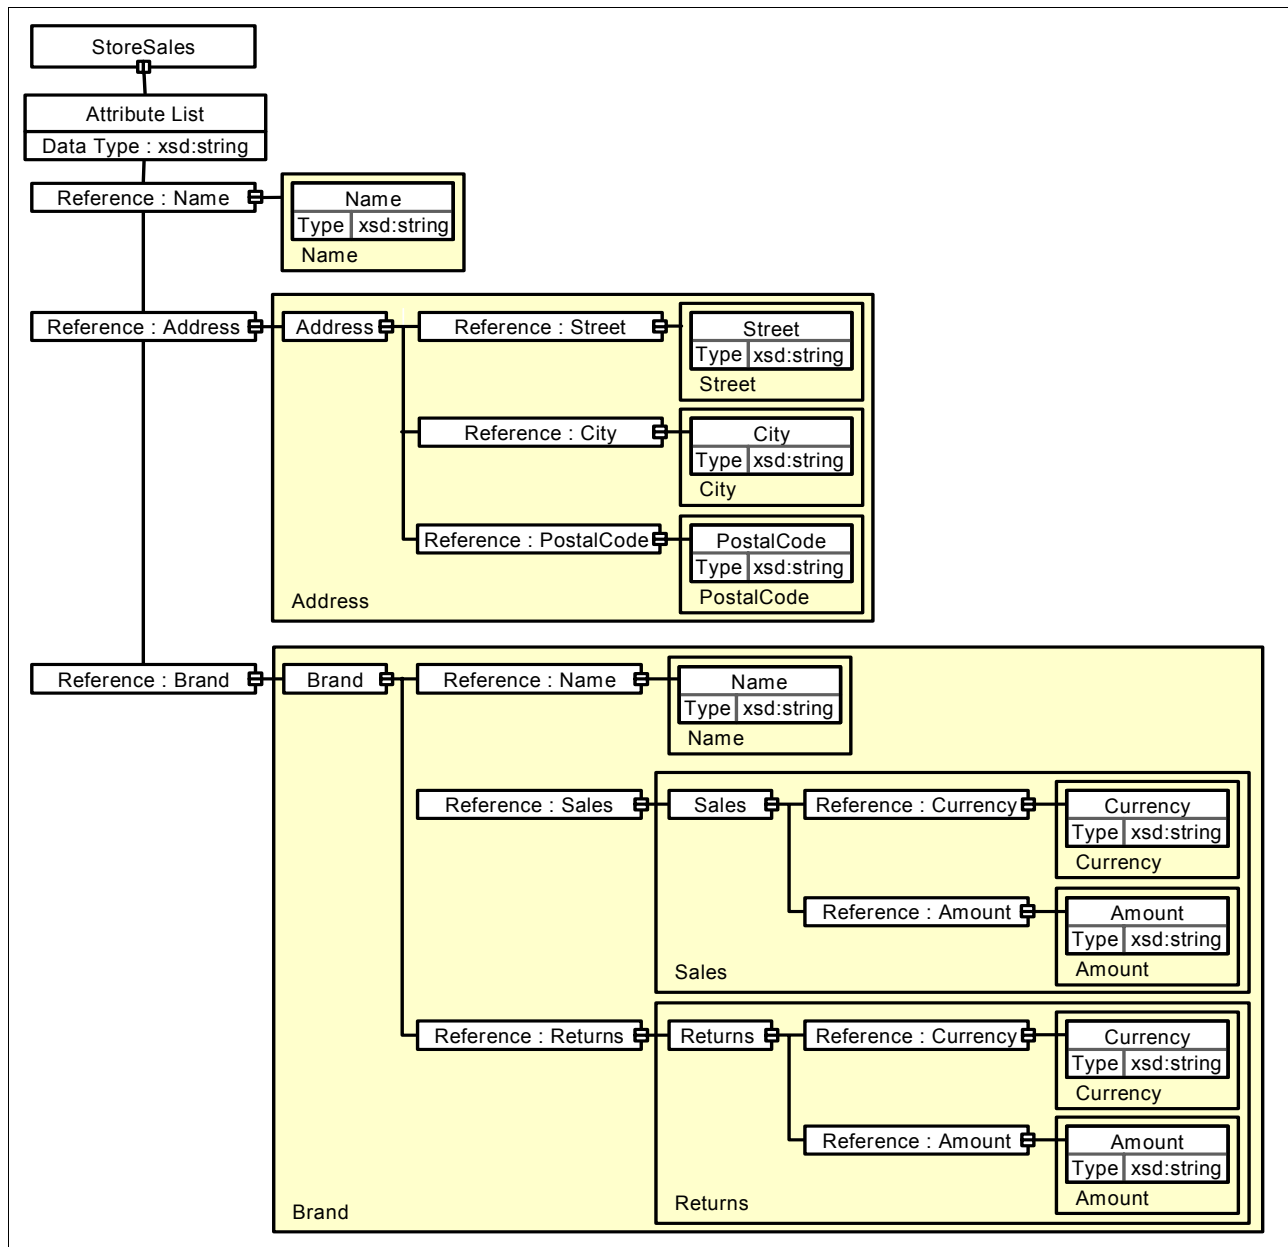 StoreSales
Attribute List
Data Type : xsd:string
Reference : Name
Name
Type xsd:string
Name
Reference : Address
Address
Reference : Street
Street
Type xsd:string
Street
Reference : City
City
Type xsd:string
City
Reference : PostalCode
PostalCode
Type xsd:string
PostalCode
Address
Reference : Brand
Brand
Reference : Name
Name
Type xsd:string
Name
Reference : Sales
Sales
Reference : Currency
Currency
Type xsd:string
Currency
Reference : Amount
Amount
Type xsd:string
Amount
Sales
Reference : Returns
Returns
Reference : Currency
Currency
Type xsd:string
Currency
Reference : Amount
Amount
Type xsd:string
Amount
Returns
Brand